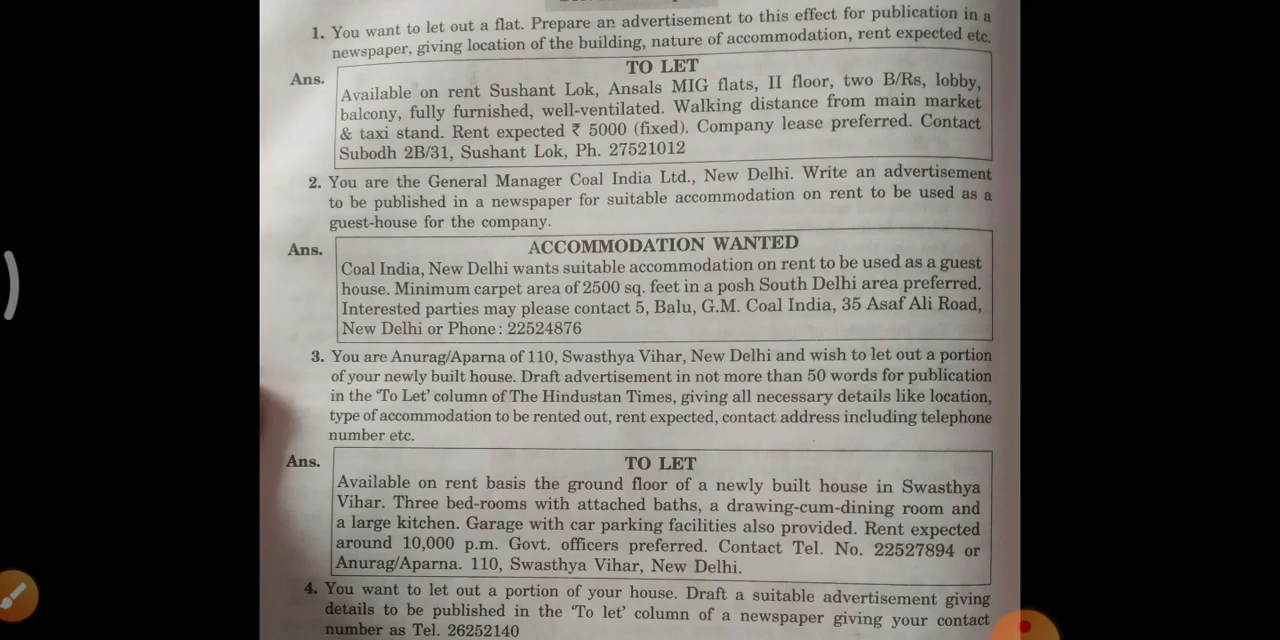 1. You want to let out a flat. Prepare an advertisement to this effect for publication in a
newspaper, giving location of the building, nature of accommodation, rent expected etc.
Ans.
TO LET
Available on rent Sushant Lok, Ansals MIG flats, II floor, two B/Rs, lobby,
balcony, fully furnished, well-ventilated. Walking distance from main market
& taxi stand. Rent expected ₹ 5000 (fixed). Company lease preferred. Contact
Subodh 2B/31, Sushant Lok, Ph. 27521012
2. You are the General Manager Coal India Ltd., New Delhi. Write an advertisement
to be published in a newspaper for suitable accommodation on rent to be used as a
guest-house for the company.
Ans.
ACCOMMODATION WANTED
Coal India, New Delhi wants suitable accommodation on rent to be used as a guest
house. Minimum carpet area of 2500 sq. feet in a posh South Delhi area preferred.
Interested parties may please contact 5, Balu, G.M. Coal India, 35 Asaf Ali Road,
New Delhi or Phone: 22524876
3. You are Anurag/Aparna of 110, Swasthya Vihar, New Delhi and wish to let out a portion
of your newly built house. Draft advertisement in not more than 50 words for publication
in the 'To Let' column of The Hindustan Times, giving all necessary details like location,
type of accommodation to be rented out, rent expected, contact address including telephone
number etc.
Ans.
TO LET
Available on rent basis the ground floor of a newly built house in Swasthya
Vihar. Three bed-rooms with attached baths, a drawing-cum-dining room and
a large kitchen. Garage with car parking facilities also provided. Rent expected
around 10,000 p.m. Govt. officers preferred. Contact Tel. No. 22527894 or
Anurag/Aparna. 110, Swasthya Vihar, New Delhi.
4. You want to let out a portion of your house. Draft a suitable advertisement giving
details to be published in the 'To let' column of a newspaper giving your contact
number as Tel. 26252140